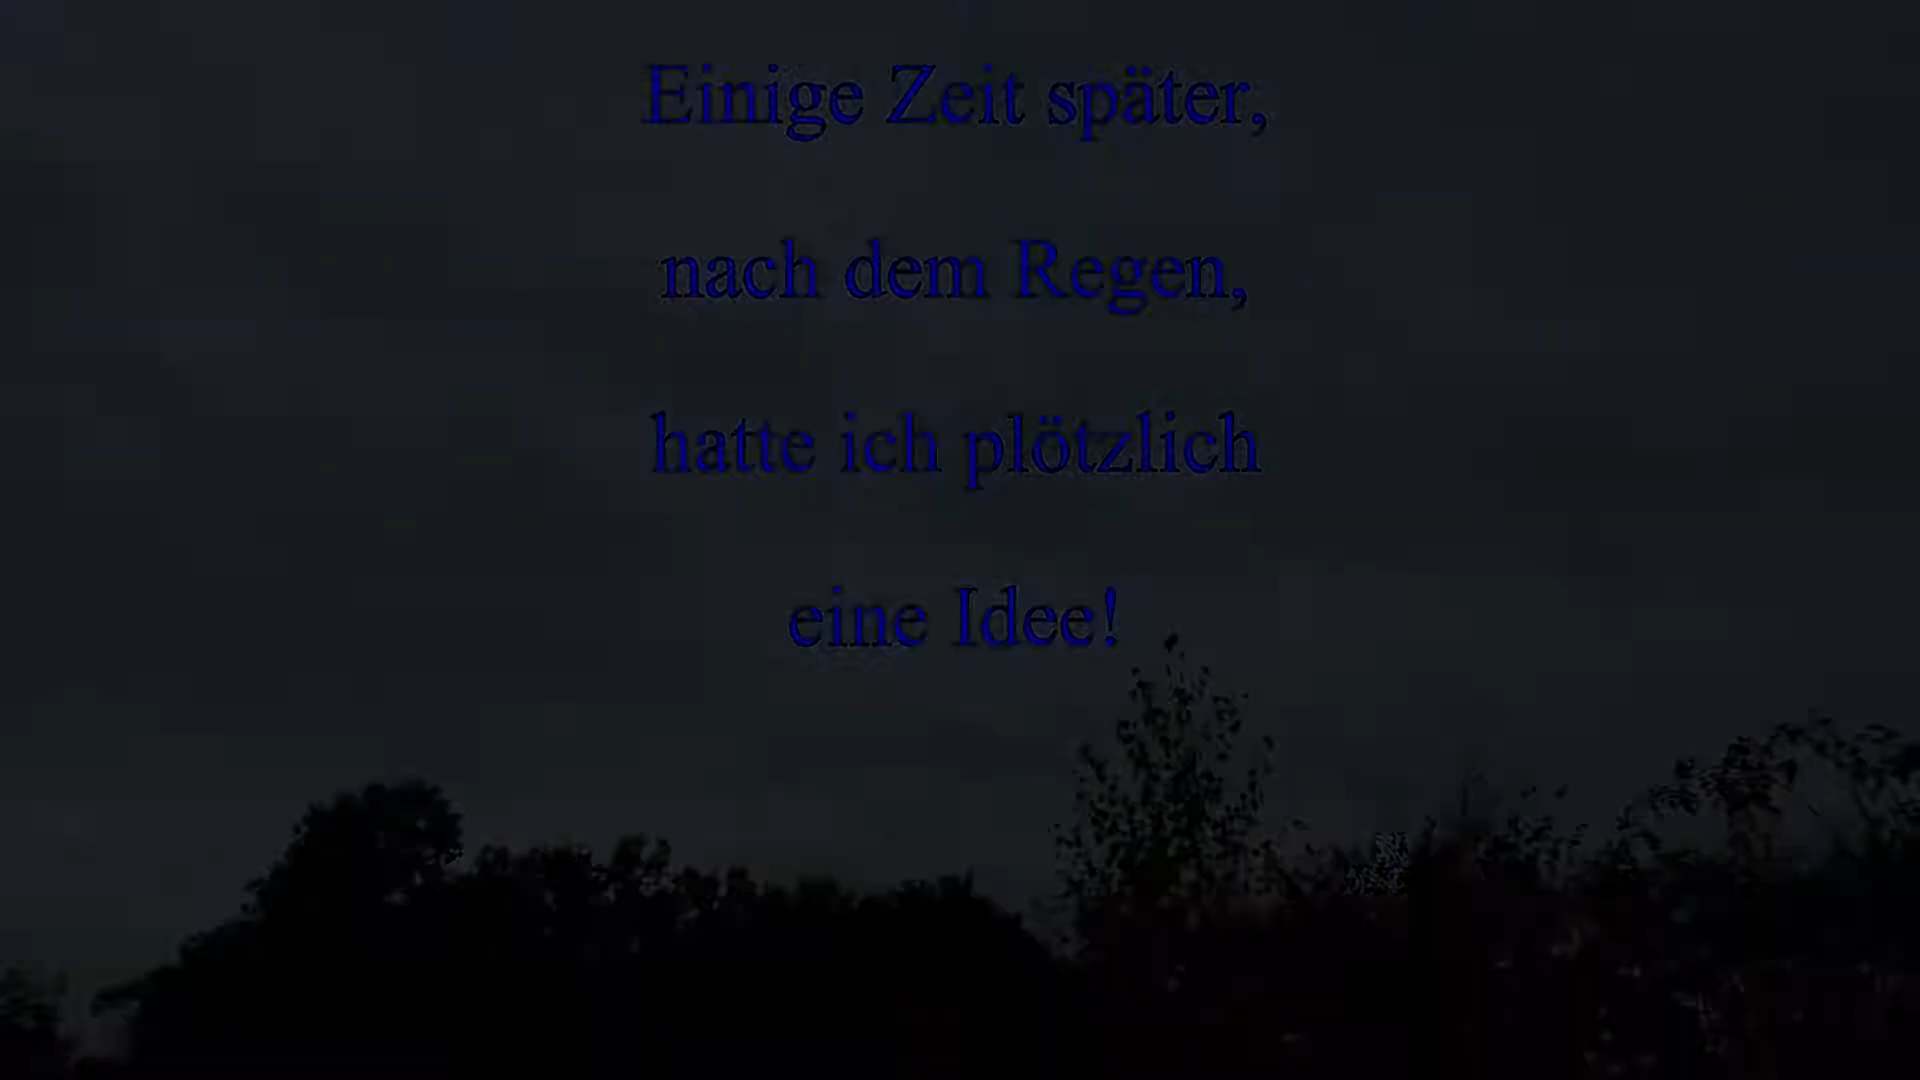 Einige Zeit später,
nach dem Regen,
hatte ich plötzlich
eine Idee!